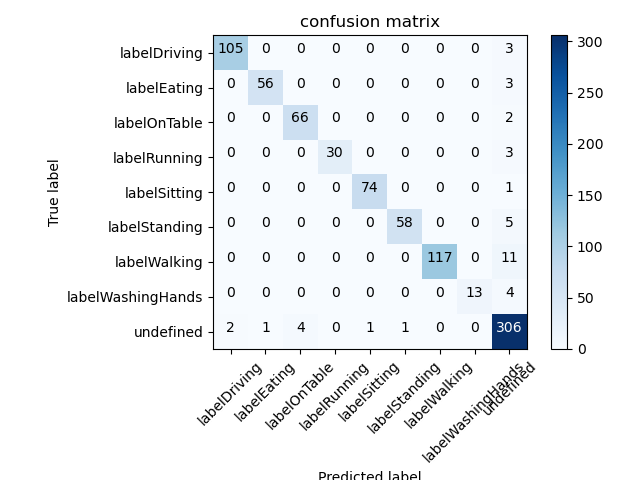 confusion matrix
labelDriving 105 0 0 0 0 0 0 0 3
labelEating 0 56 0 0 0 0 0 0 3
labelOnTable 0 0 66 0 0 0 0 0 2
labelRunning 0 0 0 30 0 0 0 0 3
labelSitting 0 0 0 0 74 0 0 0 1
labelStanding 0 0 0 0 0 58 0 0 5
labelWalking 0 0 0 0 0 0 117 0 11
labelWashingHands 0 0 0 0 0 0 0 13 4
undefined 2 1 4 0 1 1 0 0 306
True label
labelDriving
labelEating
labelOnTable
labelRunning
labelSitting
labelStanding
labelWalking
labelWashingHands
undefined
Predicted label
300
250
200
150
100
50
0